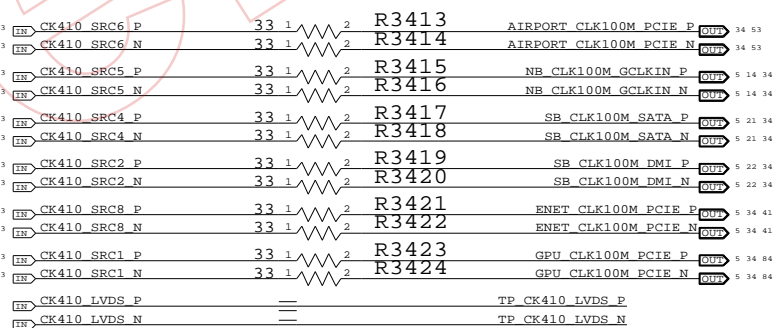 3 IN CK410_SRC6_P 33 1 2 R3413 AIRPORT_CLK100M_PCIE_P OUT 34 53
3 IN CK410_SRC6_N 33 1 2 R3414 AIRPORT_CLK100M_PCIE_N OUT 34 53
3 IN CK410_SRC5_P 33 1 2 R3415 NB_CLK100M_GCLKIN_P OUT 5 14 34
3 IN CK410_SRC5_N 33 1 2 R3416 NB_CLK100M_GCLKIN_N OUT 5 14 34
3 IN CK410_SRC4_P 33 1 2 R3417 SB_CLK100M_SATA_P OUT 5 21 34
3 IN CK410_SRC4_N 33 1 2 R3418 SB_CLK100M_SATA_N OUT 5 21 34
3 IN CK410_SRC2_P 33 1 2 R3419 SB_CLK100M_DMI_P OUT 5 22 34
3 IN CK410_SRC2_N 33 1 2 R3420 SB_CLK100M_DMI_N OUT 5 22 34
3 IN CK410_SRC8_P 33 1 2 R3421 ENET_CLK100M_PCIE_P OUT 5 34 41
3 IN CK410_SRC8_N 33 1 2 R3422 ENET_CLK100M_PCIE_N OUT 5 34 41
3 IN CK410_SRC1_P 33 1 2 R3423 GPU_CLK100M_PCIE_P OUT 5 34 84
3 IN CK410_SRC1_N 33 1 2 R3424 GPU_CLK100M_PCIE_N OUT 5 34 84
IN CK410_LVDS_P TP_CK410_LVDS_P
IN CK410_LVDS_N TP_CK410_LVDS_N